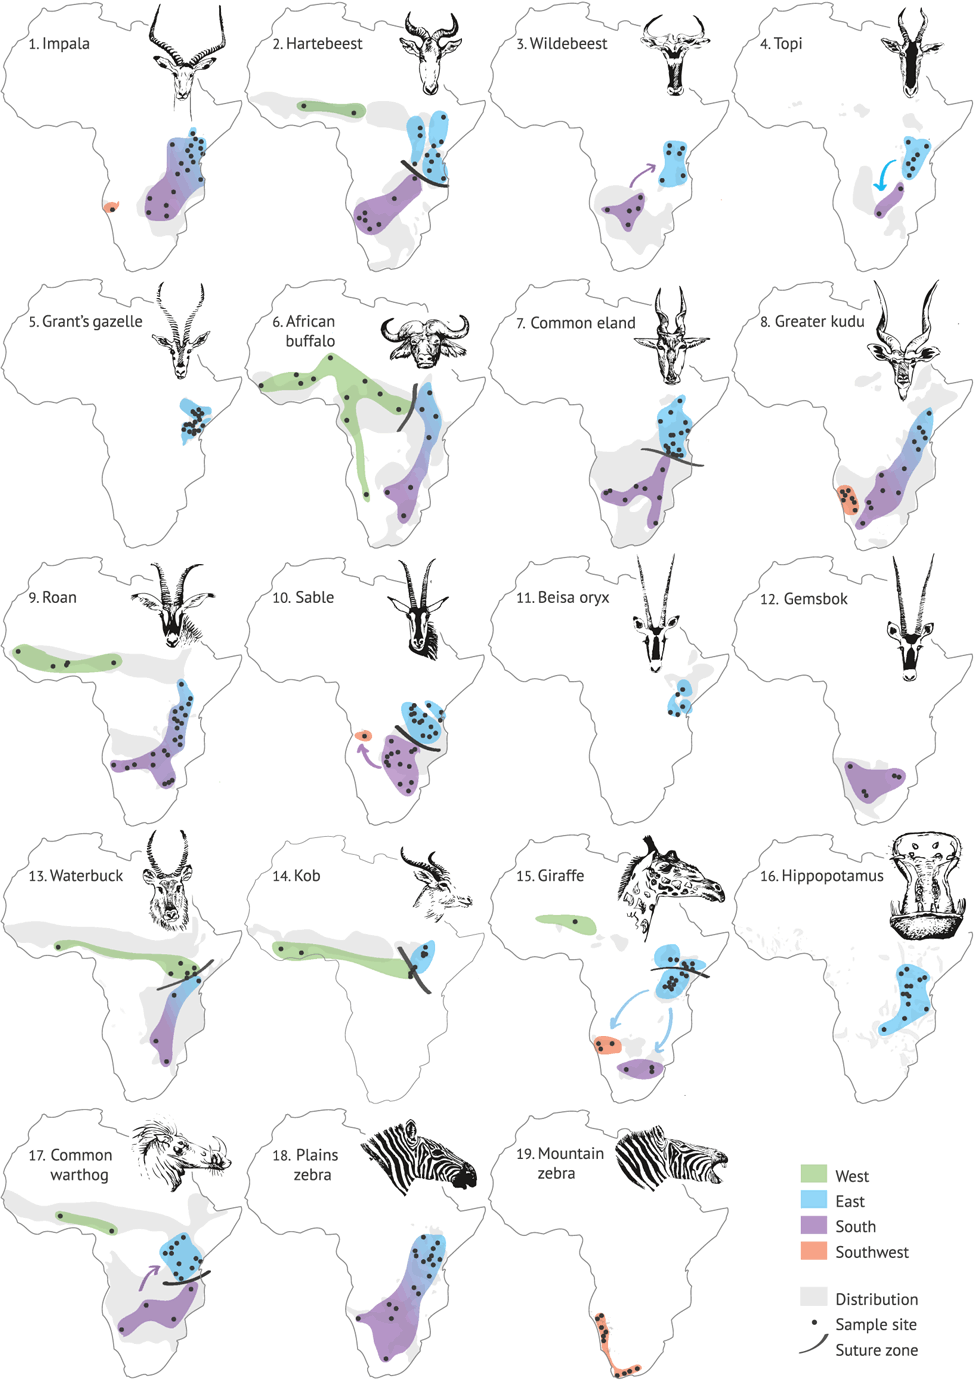 1. Impala
2. Hartebeest
3. Wildebeest
4. Topi
5. Grant's gazelle
6. African
buffalo
7. Common eland
8. Greater kudu
9. Roan
10. Sable
11. Beisa oryx
12. Gemsbok
13. Waterbuck
14. Kob
15. Giraffe
16. Hippopotamus
17. Common
warthog
18. Plains
zebra
19. Mountain
zebra
West
East
South
Southwest
Distribution
Sample site
Suture zone